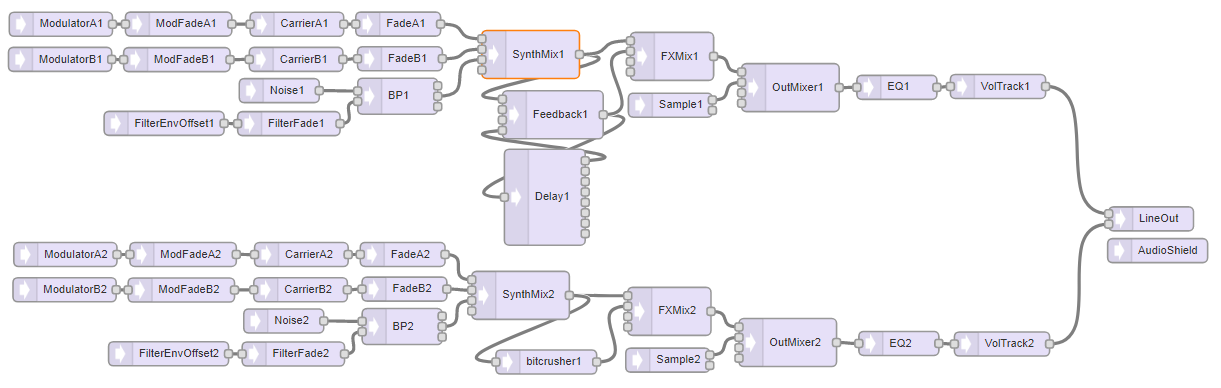 ModulatorA1
ModFadeA1
CarrierA1
FadeA1
ModulatorB1
ModFadeB1
CarrierB1
FadeB1
SynthMix1
FXMix1
Noise1
BP1
FilterEnvOffset1
FilterFade1
Feedback1
Sample1
OutMixer1
EQ1
VolTrack1
Delay1
LineOut
AudioShield
ModulatorA2
ModFadeA2
CarrierA2
FadeA2
ModulatorB2
ModFadeB2
CarrierB2
FadeB2
SynthMix2
FXMix2
Noise2
BP2
FilterEnvOffset2
FilterFade2
bitcrusher1
Sample2
OutMixer2
EQ2
VolTrack2